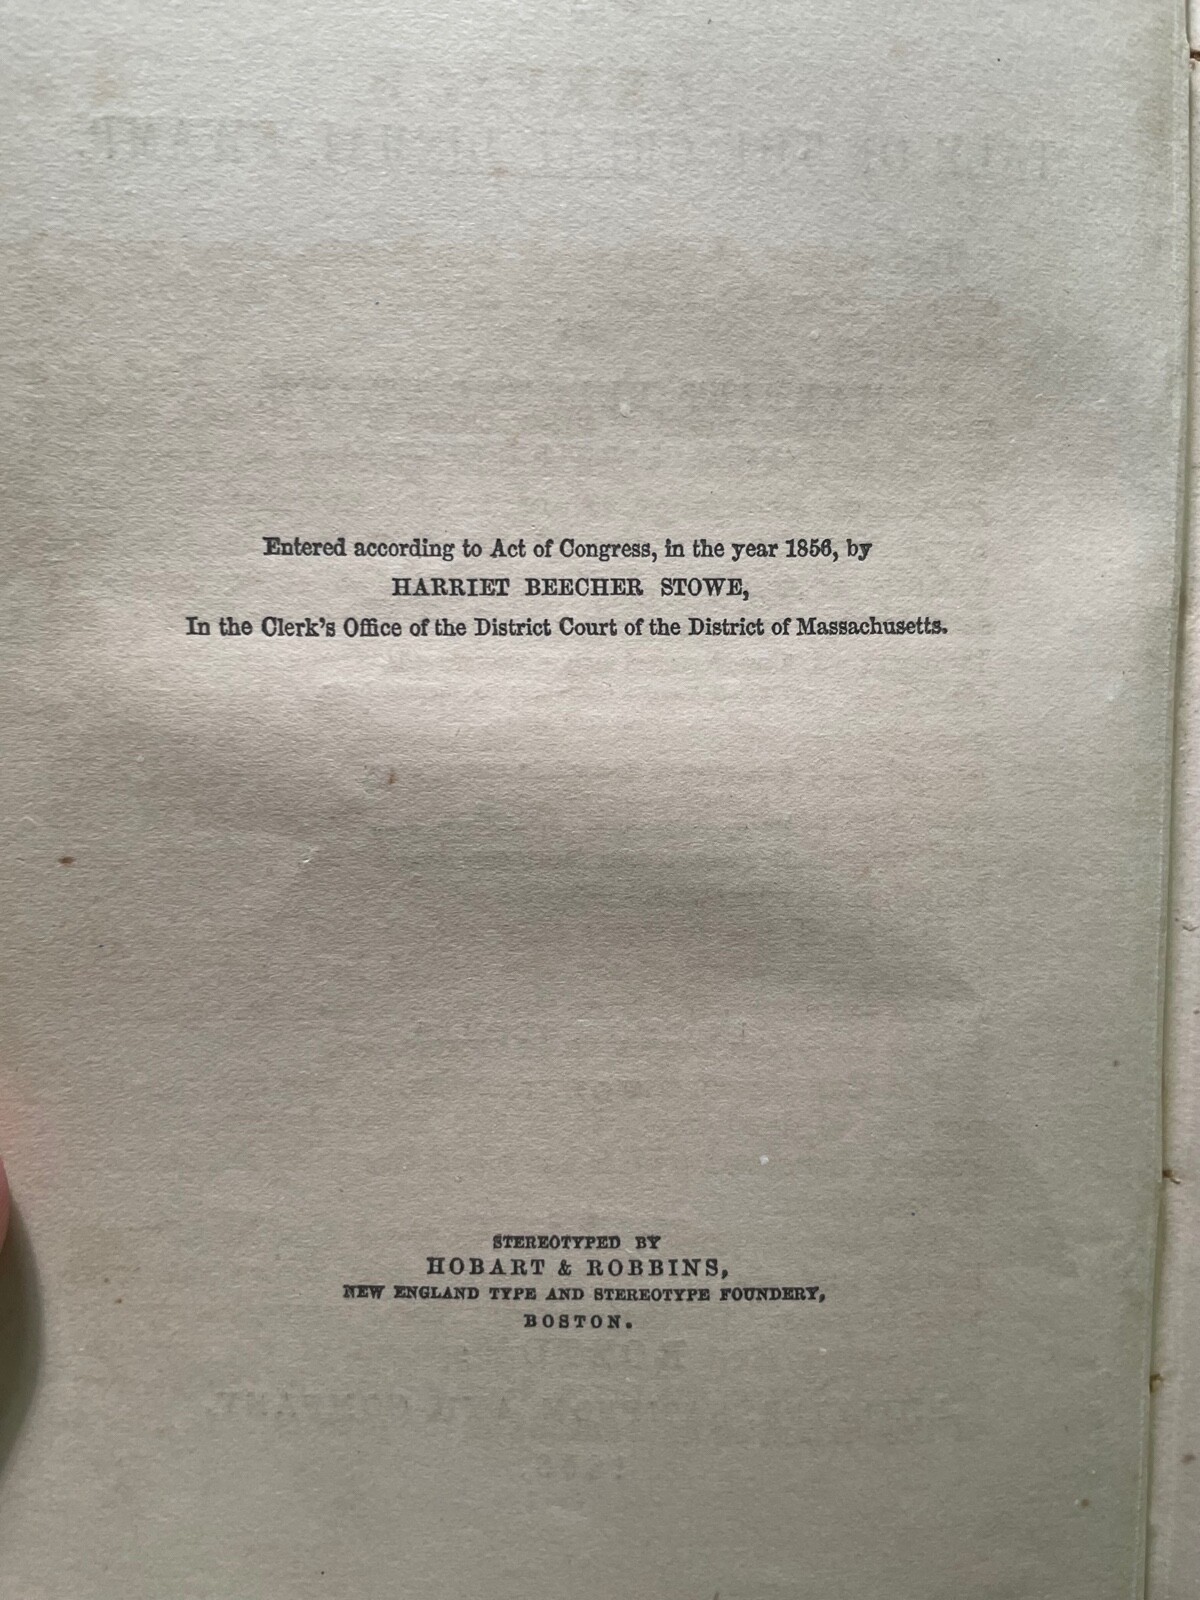 Entered according to Act of Congress, in the year 1856, by
HARRIET BEECHER STOWE,
In the Clerk's Office of the District Court of the District of Massachusetts.
STEREOTYPED BY
HOBART & ROBBINS,
NEW ENGLAND TYPE AND STEREOTYPE FOUNDERY,
BOSTON.